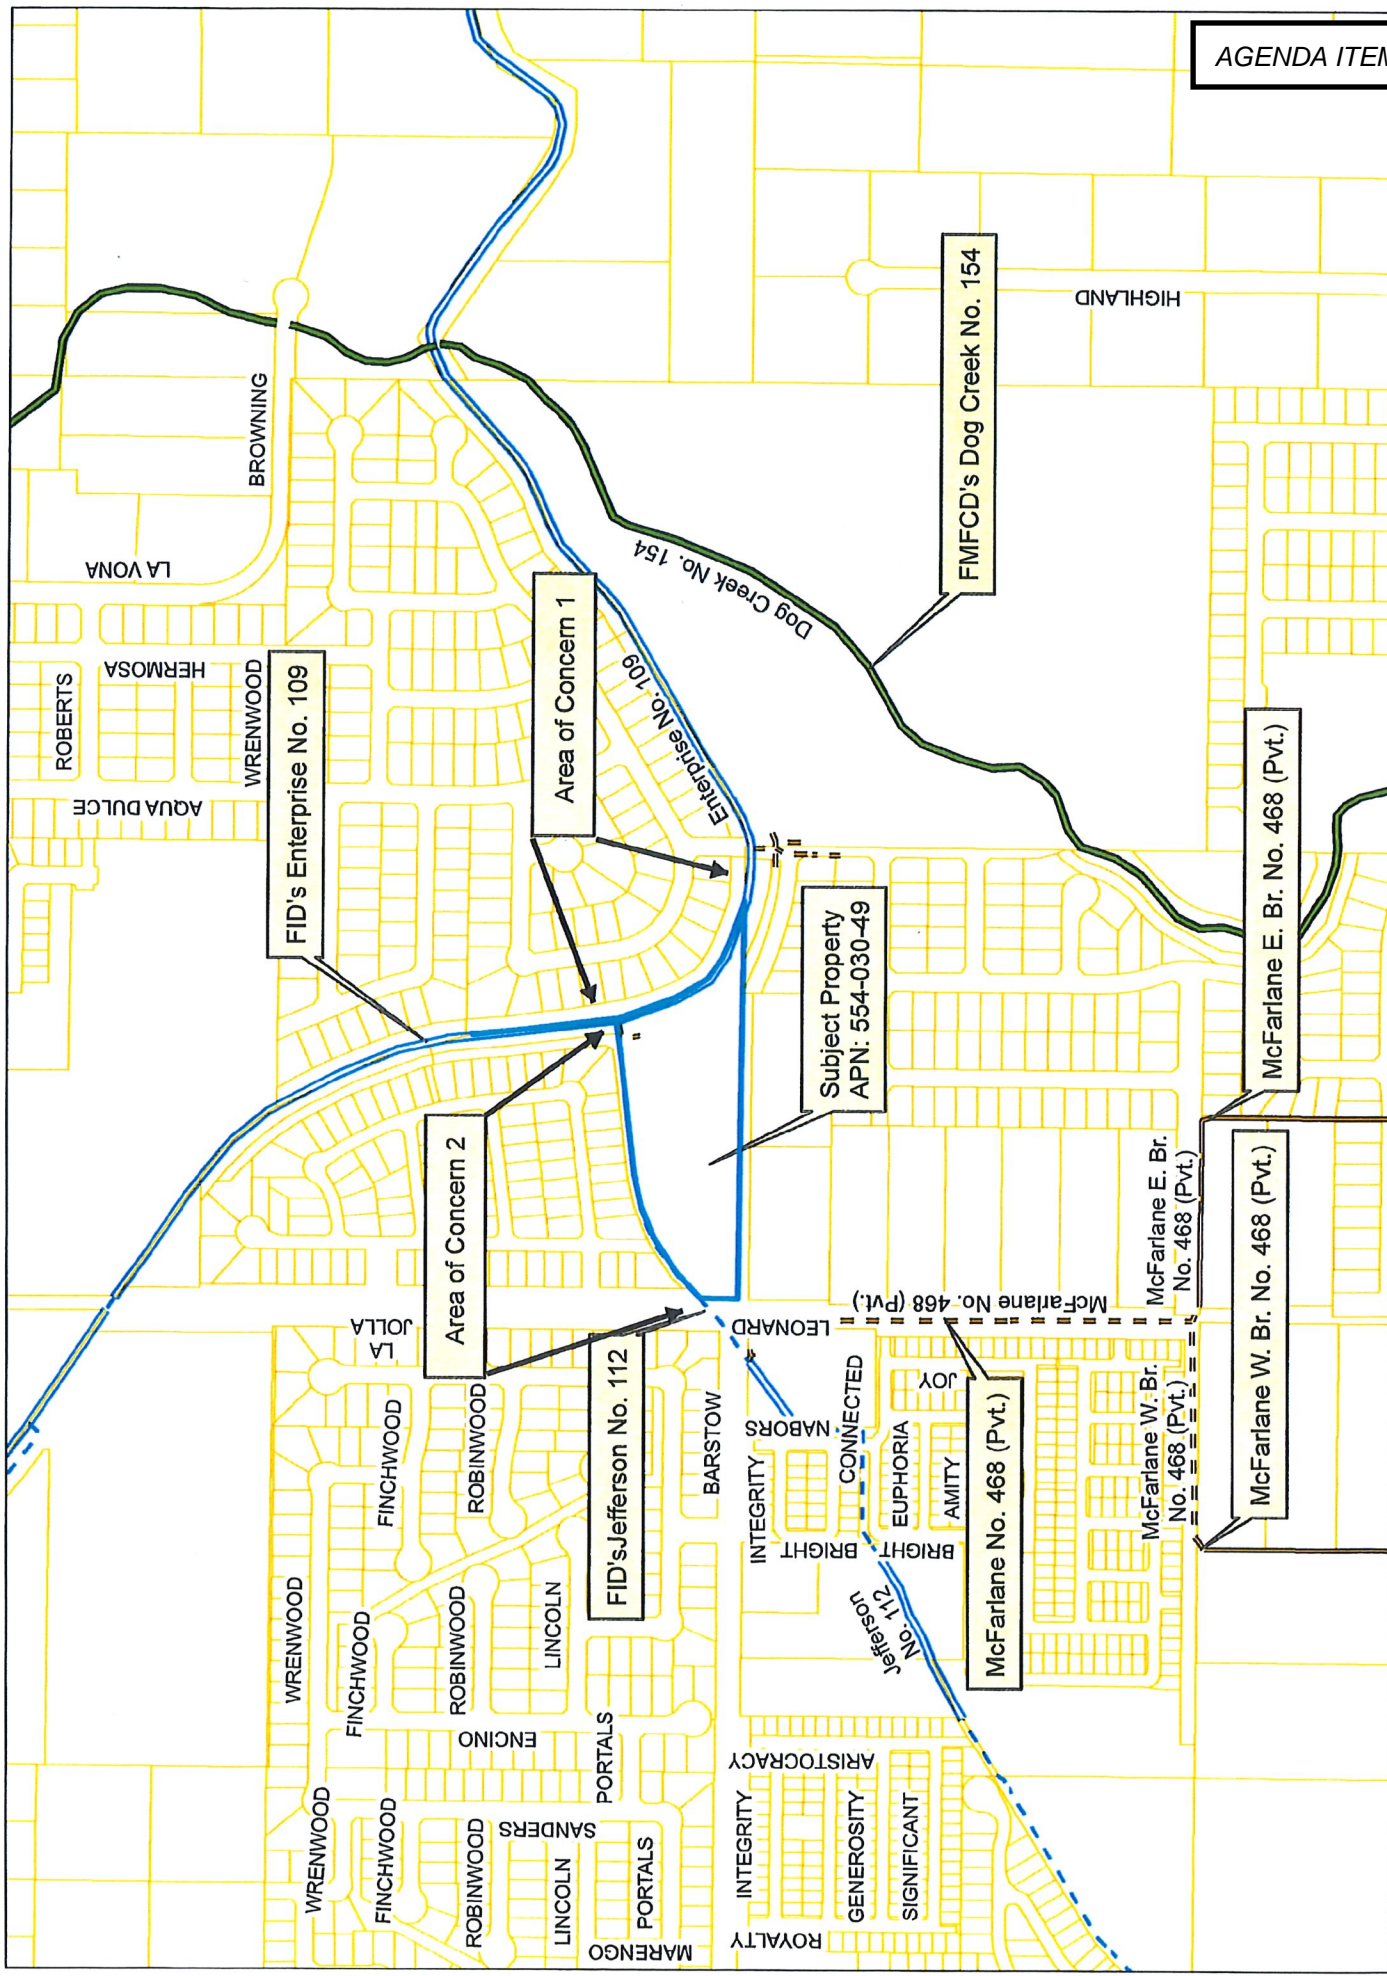 AGENDA ITEM
BROWNING
LA VONA
HERMOSA
ROBERTS
WRENWOOD
AQUA DULCE
FID's Enterprise No. 109
Area of Concern 1
Enterprise No. 109
Dog Creek No. 154
FMFCD's Dog Creek No. 154
HIGHLAND
Subject Property
APN: 554-030-49
Area of Concern 2
FID'sJefferson No. 112
McFarlane E. Br. No. 468 (Pvt.)
McFarlane E. Br.
No. 468 (Pvt.)
McFarlane W. Br. No. 468 (Pvt.)
McFarlane W. Br.
No. 468 (Pvt.)
McFarlane No. 468 (Pvt.)
McFarlane No. 468 (Pvt.)
LEONARD
LA
JOLLA
FINCHWOOD
ROBINWOOD
BARSTOW
NABORS
CONNECTED
JOY
INTEGRITY
EUPHORIA
AMITY
BRIGHT
BRIGHT
BRIGHT
Jefferson
No. 112
WRENWOOD
FINCHWOOD
ROBINWOOD
LINCOLN
ENCINO
PORTALS
ARISTOCRACY
WRENWOOD
FINCHWOOD
ROBINWOOD
SANDERS
LINCOLN
PORTALS
MARENGO
INTEGRITY
GENEROSITY
SIGNIFICANT
ROYALTY